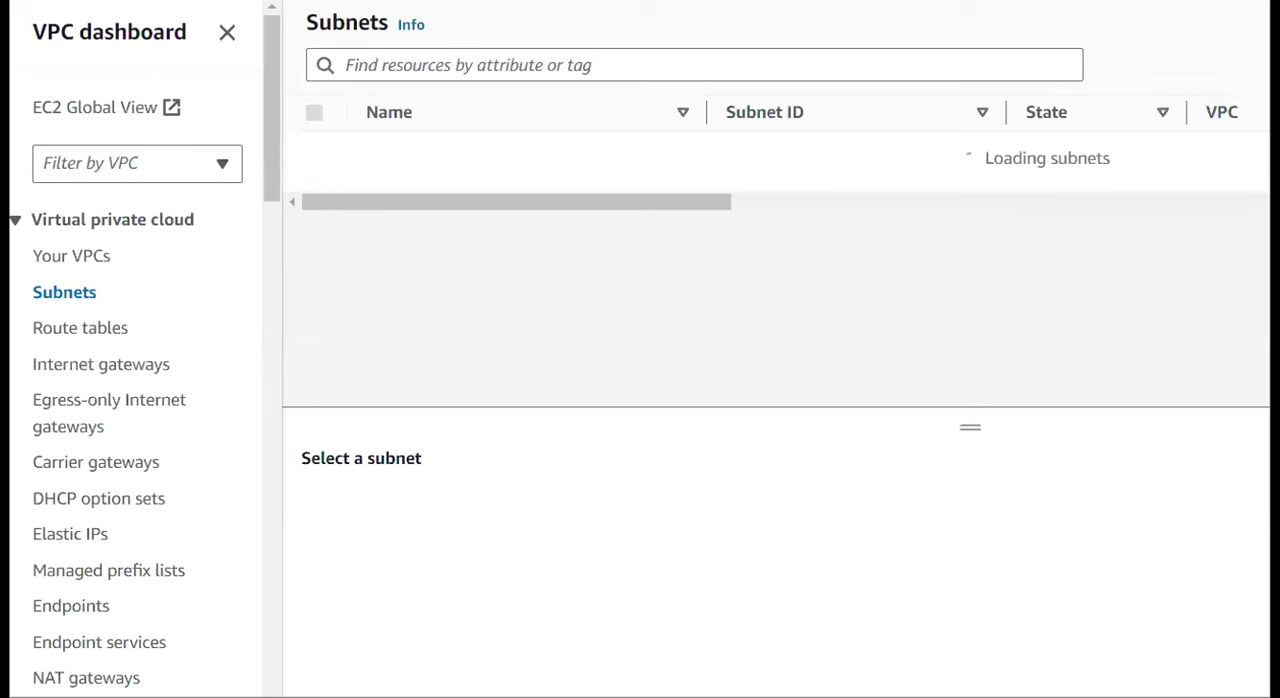 VPC dashboard
EC2 Global View
Filter by VPC
Virtual private cloud
Your VPCs
Subnets
Route tables
Internet gateways
Egress-only Internet
gateways
Carrier gateways
DHCP option sets
Elastic IPs
Managed prefix lists
Endpoints
Endpoint services
NAT gateways
Subnets Info
Find resources by attribute or tag
Name Subnet ID State VPC
Loading subnets
Select a subnet